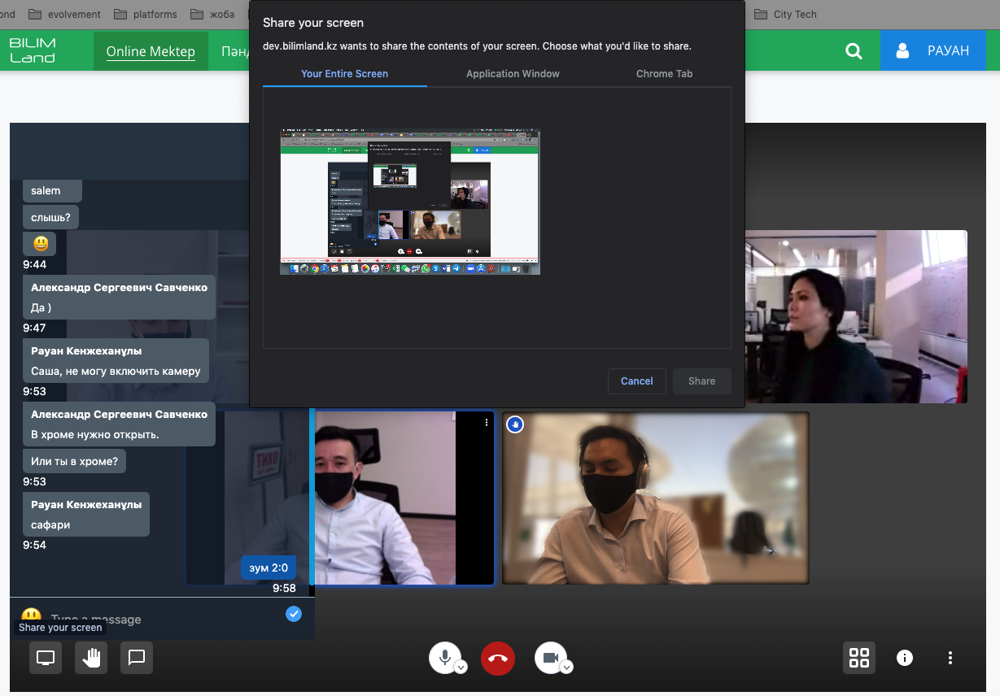 ond
evolvement
platforms
жоба
City Tech
BILIM
Land
Online Mektep
Пәнд
РАУАН
Share your screen
dev.bilimland.kz wants to share the contents of your screen. Choose what you'd like to share.
Your Entire Screen
Application Window
Chrome Tab
Cancel
Share
salem
слышь?
9:44
Александр Сергеевич Савченко
Да )
9:47
Рауан Кенжеханұлы
Саша, не могу включить камеру
9:53
Александр Сергеевич Савченко
В хроме нужно открыть.
Или ты в хроме?
9:53
Рауан Кенжеханұлы
сафари
9:54
зум 2:0
9:58
Type a message
Share your screen
ТИКО